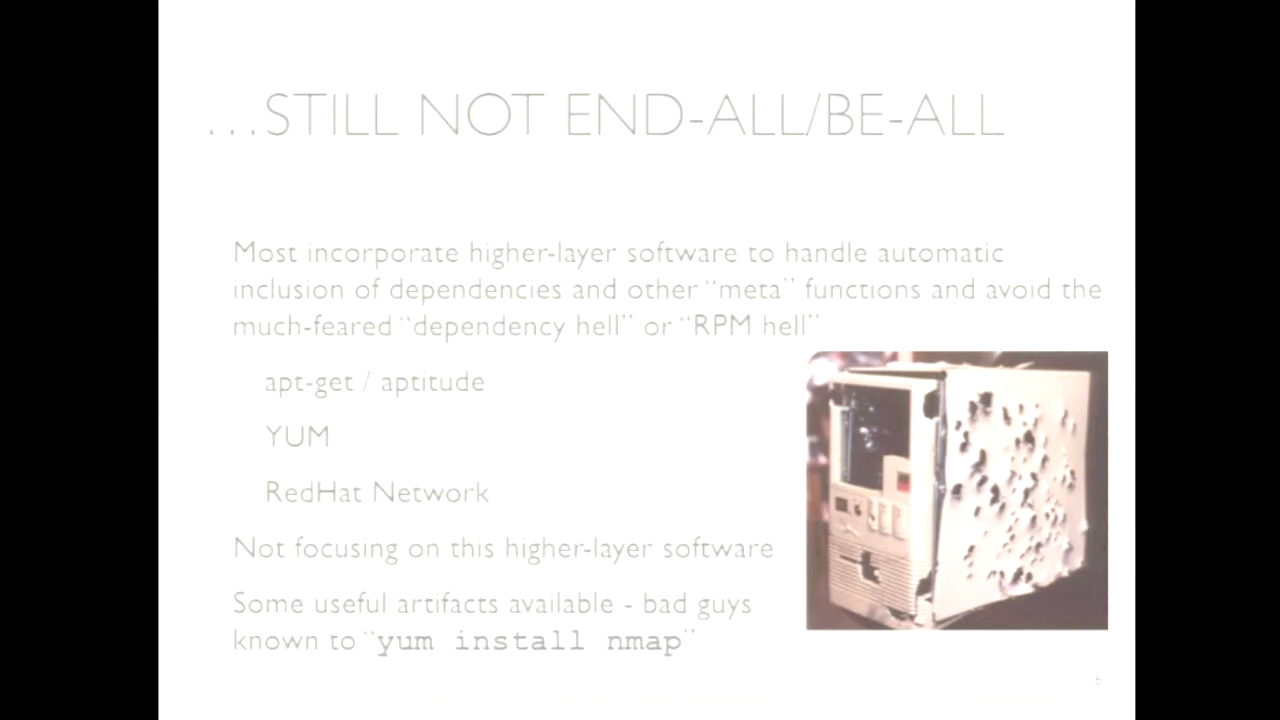 ...STILL NOT END-ALL/BE-ALL
Most incorporate higher-layer software to handle automatic
inclusion of dependencies and other “meta” functions and avoid the
much-feared “dependency hell” or “RPM hell”
apt-get / aptitude
YUM
RedHat Network
Not focusing on this higher-layer software
Some useful artifacts available - bad guys
known to “yum install nmap”
6